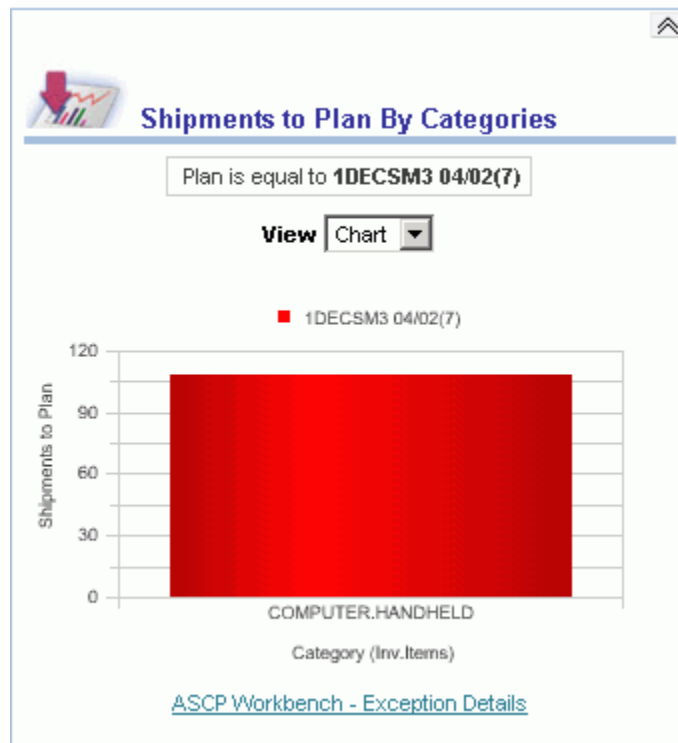 Shipments to Plan By Categories
Plan is equal to 1DECSM3 04/02(7)
View Chart
1DECSM3 04/02(7)
120
90
60
30
0
Shipments to Plan
COMPUTER.HANDHELD
Category (Inv.Items)
ASCP Workbench - Exception Details